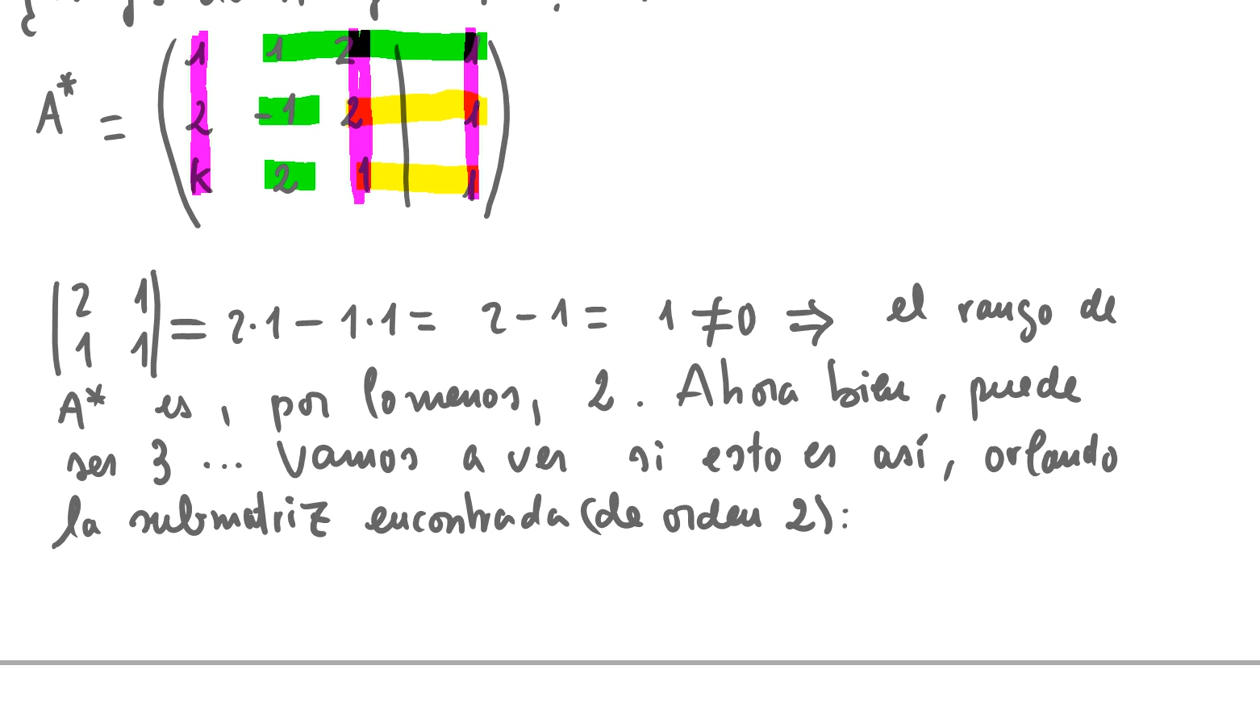 A* = ( 1 1 2 | 1 )
2 -1 2 | 1
k 2 1 | 1
|2 1| = 2·1 - 1·1 = 2-1 = 1 ≠ 0 ⇒ el rango de
|1 1|
A* es, por lo menos, 2. Ahora bien, puede
ser 3 ... Vamos a ver si esto es así, orlando
la submatriz encontrada (de orden 2):